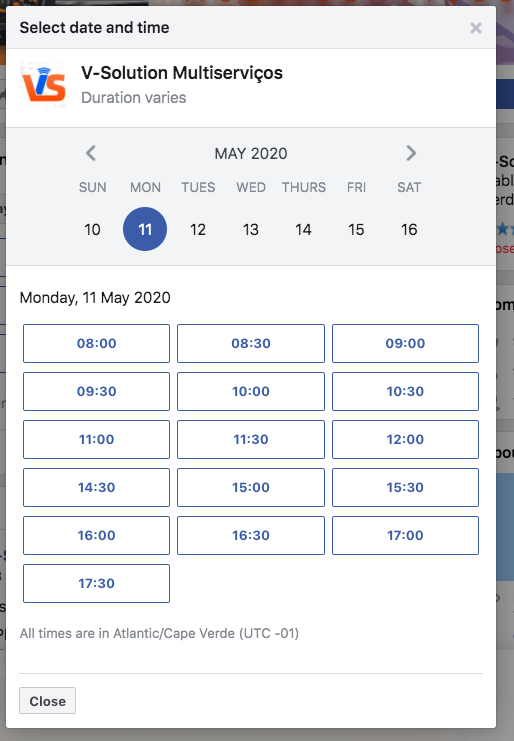 Select date and time
VS
V-Solution Multiserviços
Duration varies
MAY 2020
SUN MON TUES WED THURS FRI SAT
10 11 12 13 14 15 16
Monday, 11 May 2020
08:00 08:30 09:00
09:30 10:00 10:30
11:00 11:30 12:00
14:30 15:00 15:30
16:00 16:30 17:00
17:30
All times are in Atlantic/Cape Verde (UTC -01)
Close